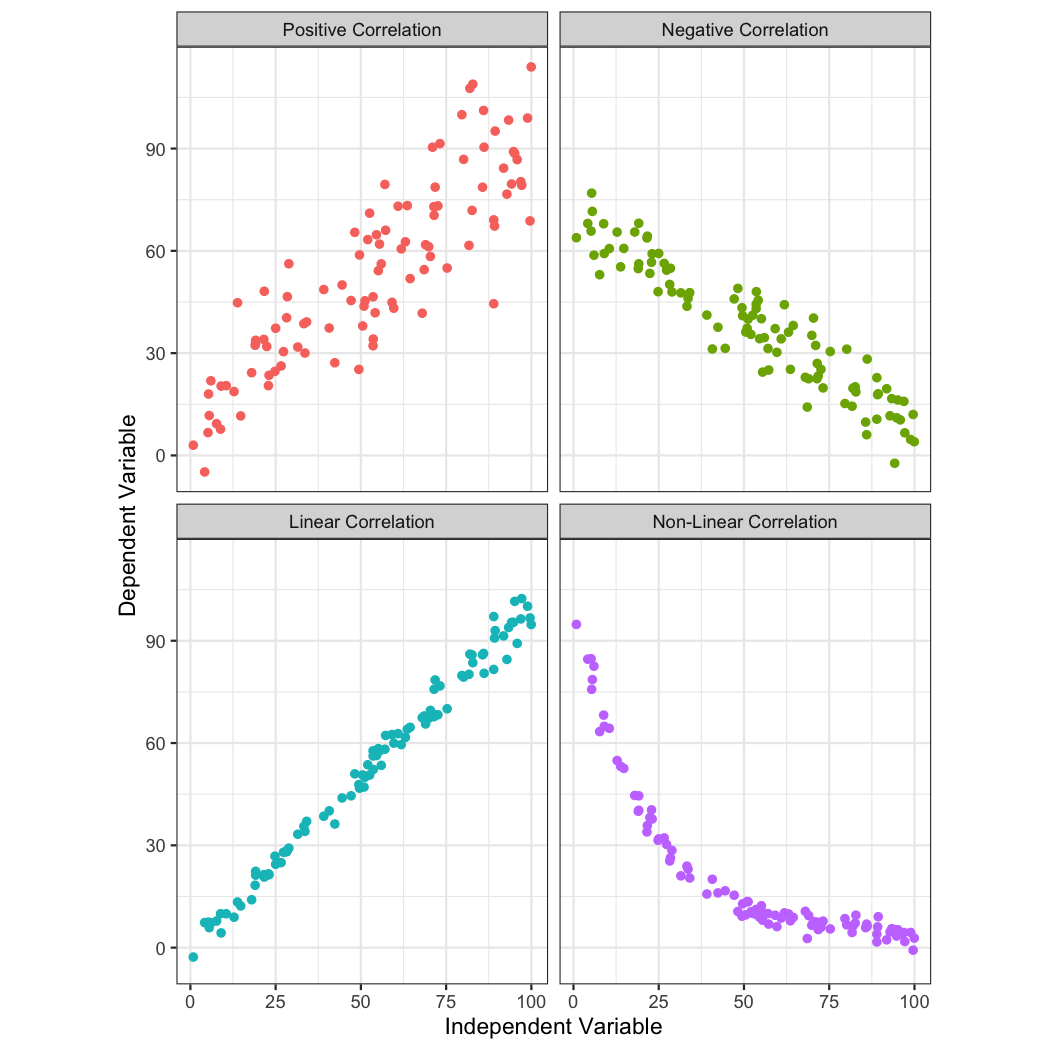 Positive Correlation
Negative Correlation
90
60
30
0
Dependent Variable
Linear Correlation
Non-Linear Correlation
90
60
30
0
0 25 50 75 100
0 25 50 75 100
Independent Variable